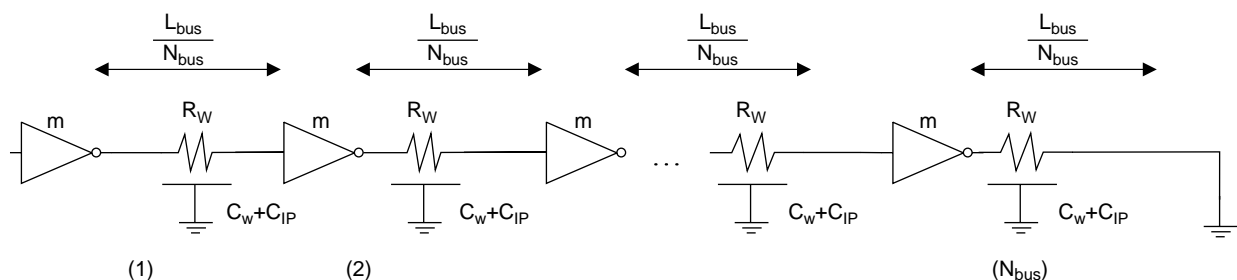 L_bus L_bus L_bus L_bus
N_bus N_bus N_bus N_bus
R_W R_W R_W R_W
m m m m
...
C_w+C_IP C_w+C_IP C_w+C_IP C_w+C_IP
(1) (2) (N_bus)